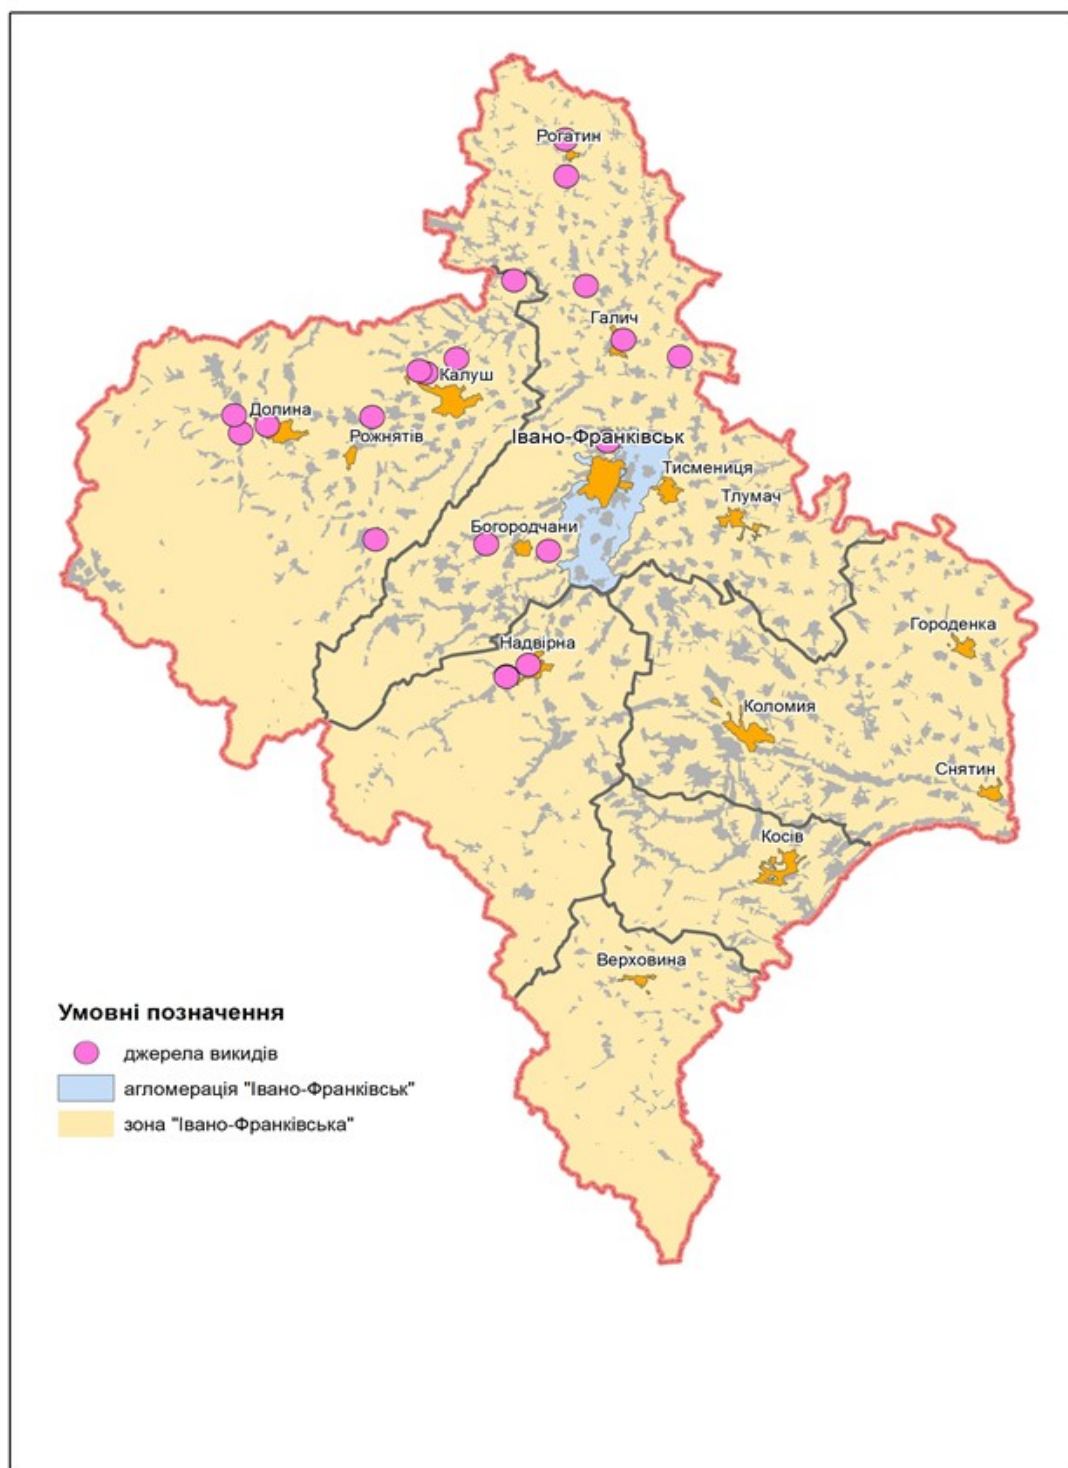 Рогатин
Галич
Калуш
Долина
Рожнятів
Івано-Франківськ
Тисмениця
Тлумач
Богородчани
Городенка
Надвірна
Коломия
Снятин
Косів
Верховина
Умовні позначення
джерела викидів
агломерація "Івано-Франківськ"
зона "Івано-Франківська"